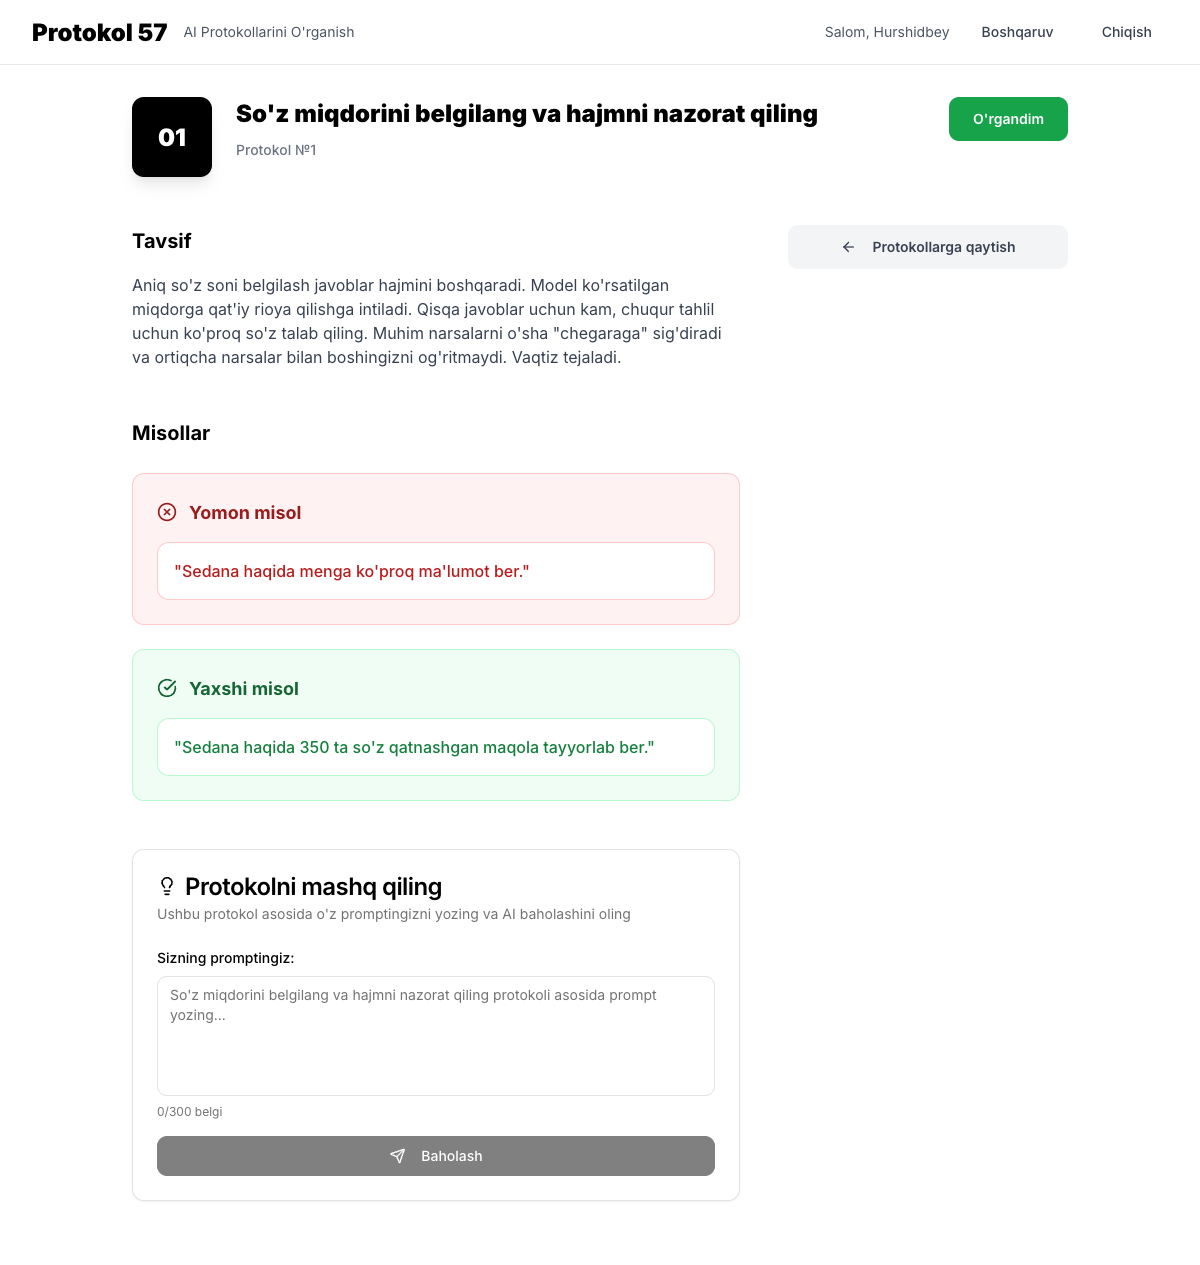 Protokol 57
AI Protokollarini O'rganish
Salom, Hurshidbey
Boshqaruv
Chiqish
01
So'z miqdorini belgilang va hajmni nazorat qiling
Protokol №1
O'rgandim
Tavsif
Protokollarga qaytish
Aniq so'z soni belgilash javoblar hajmini boshqaradi. Model ko'rsatilgan
miqdorga qat'iy rioya qilishga intiladi. Qisqa javoblar uchun kam, chuqur tahlil
uchun ko'proq so'z talab qiling. Muhim narsalarni o'sha "chegaraga" sig'diradi
va ortiqcha narsalar bilan boshingizni og'ritmaydi. Vaqtiz tejaladi.
Misollar
Yomon misol
"Sedana haqida menga ko'proq ma'lumot ber."
Yaxshi misol
"Sedana haqida 350 ta so'z qatnashgan maqola tayyorlab ber."
Protokolni mashq qiling
Ushbu protokol asosida o'z promptingizni yozing va AI baholashini oling
Sizning promptingiz:
So'z miqdorini belgilang va hajmni nazorat qiling protokoli asosida prompt
yozing...
0/300 belgi
Baholash